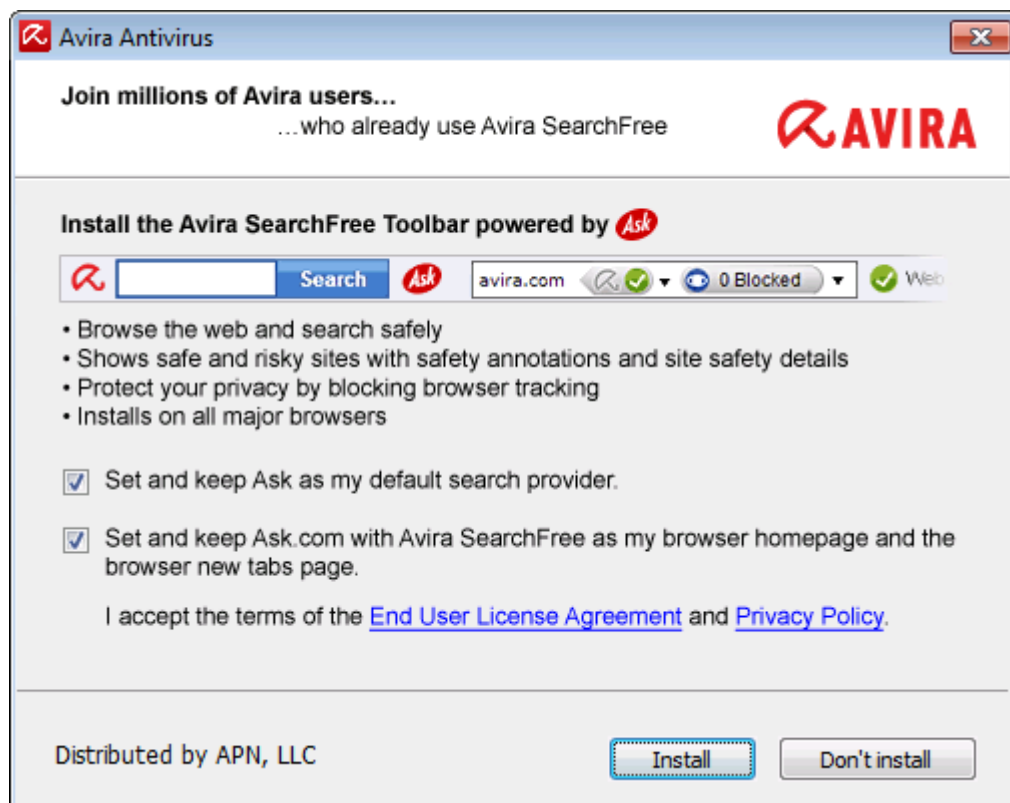 Avira Antivirus
Join millions of Avira users...
...who already use Avira SearchFree
AVIRA
Install the Avira SearchFree Toolbar powered by Ask
Search Ask avira.com 0 Blocked Web
• Browse the web and search safely
• Shows safe and risky sites with safety annotations and site safety details
• Protect your privacy by blocking browser tracking
• Installs on all major browsers
Set and keep Ask as my default search provider.
Set and keep Ask.com with Avira SearchFree as my browser homepage and the
browser new tabs page.
I accept the terms of the End User License Agreement and Privacy Policy.
Distributed by APN, LLC
Install
Don't install